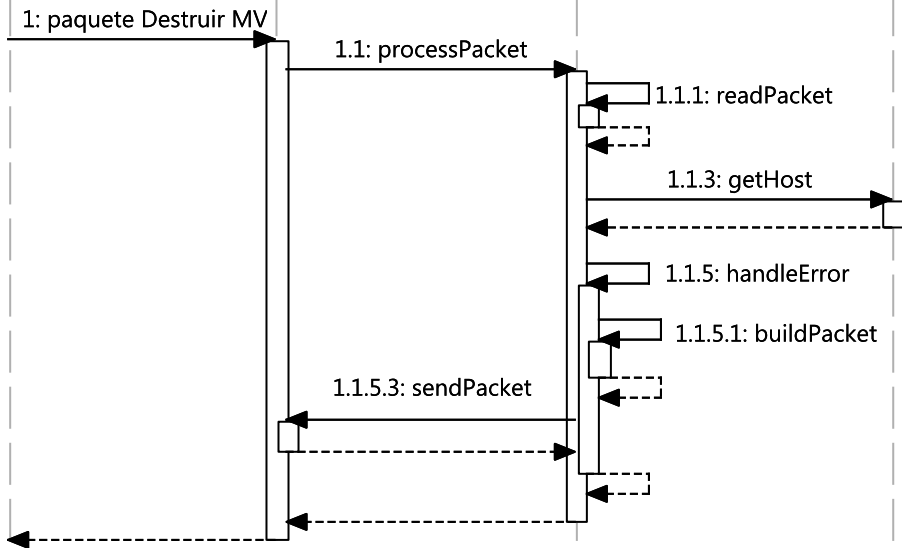 1: paquete Destruir MV
1.1: processPacket
1.1.1: readPacket
1.1.3: getHost
1.1.5: handleError
1.1.5.1: buildPacket
1.1.5.3: sendPacket